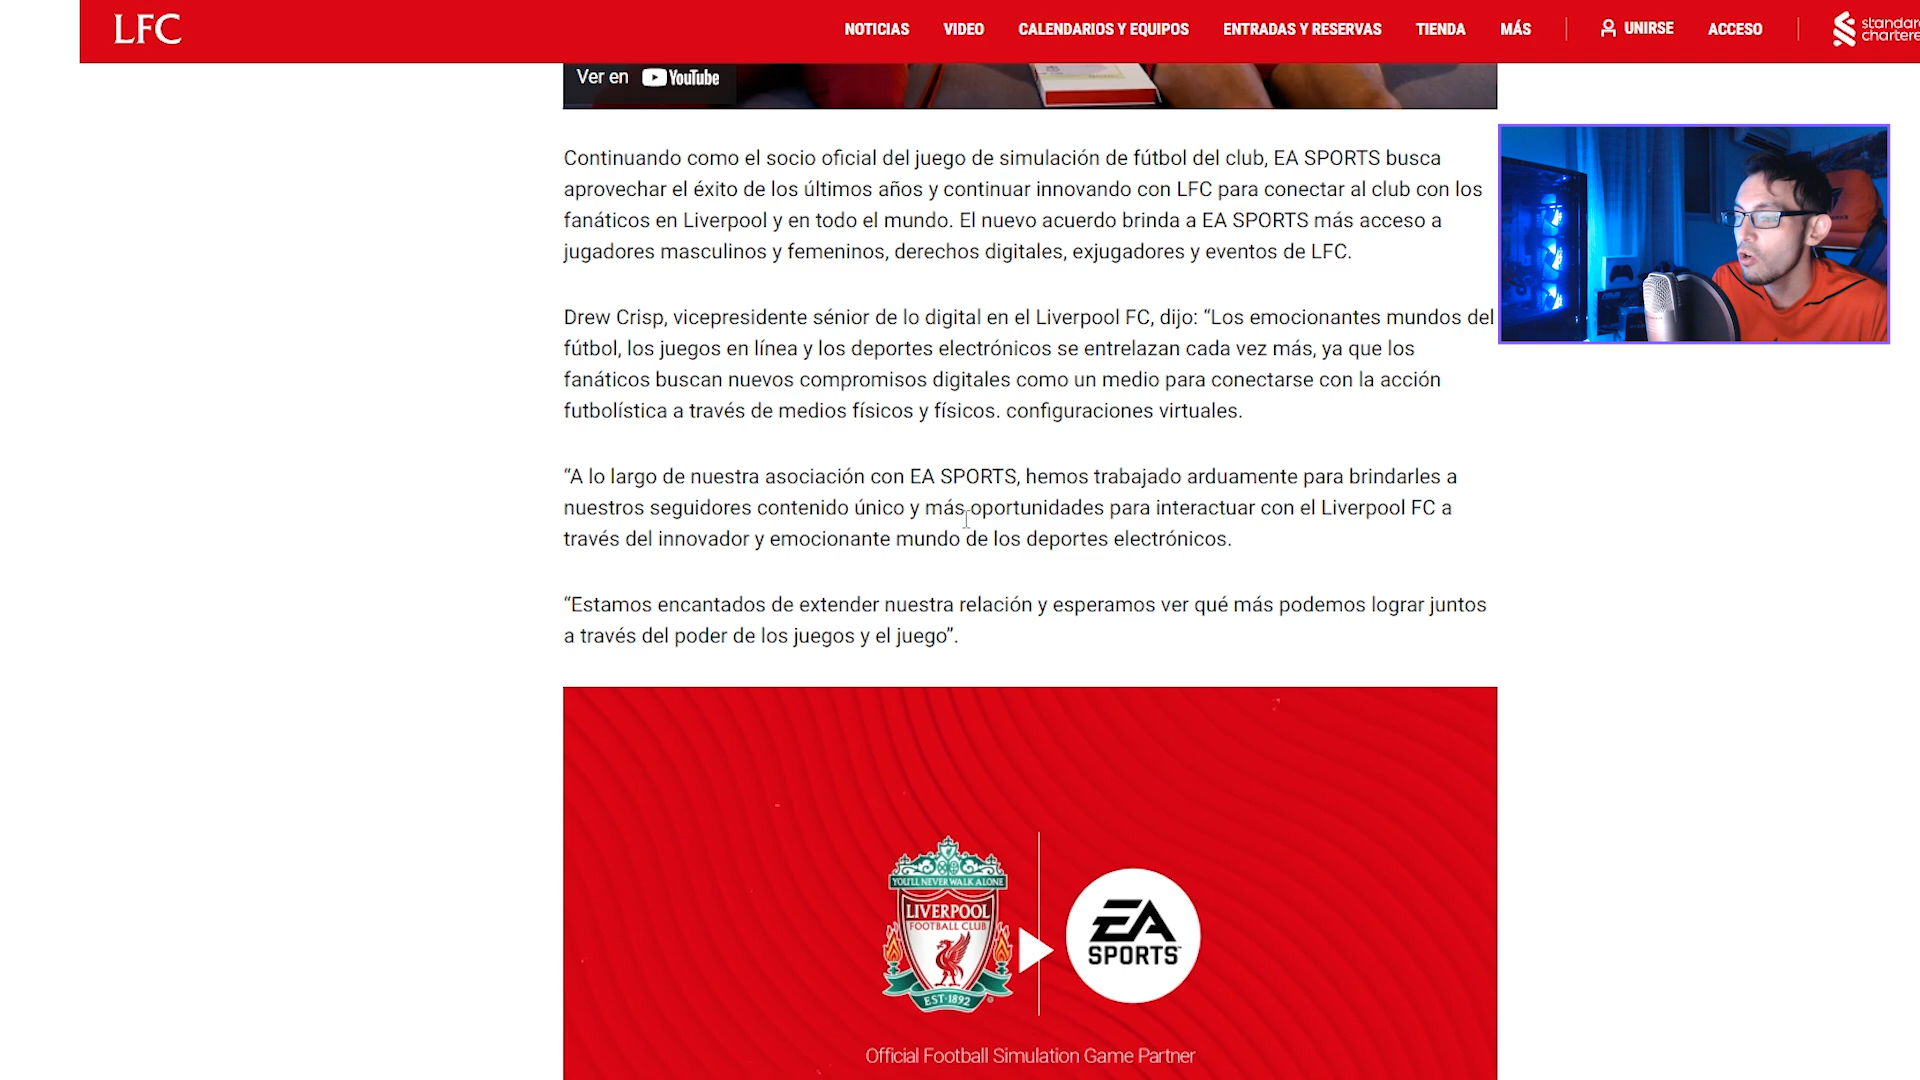 LFC
NOTICIAS VIDEO CALENDARIOS Y EQUIPOS ENTRADAS Y RESERVAS TIENDA MÁS UNIRSE ACCESO
Ver en YouTube
Continuando como el socio oficial del juego de simulación de fútbol del club, EA SPORTS busca
aprovechar el éxito de los últimos años y continuar innovando con LFC para conectar al club con los
fanáticos en Liverpool y en todo el mundo. El nuevo acuerdo brinda a EA SPORTS más acceso a
jugadores masculinos y femeninos, derechos digitales, exjugadores y eventos de LFC.
Drew Crisp, vicepresidente sénior de lo digital en el Liverpool FC, dijo: “Los emocionantes mundos del
fútbol, los juegos en línea y los deportes electrónicos se entrelazan cada vez más, ya que los
fanáticos buscan nuevos compromisos digitales como un medio para conectarse con la acción
futbolística a través de medios físicos y físicos. configuraciones virtuales.
“A lo largo de nuestra asociación con EA SPORTS, hemos trabajado arduamente para brindarles a
nuestros seguidores contenido único y más oportunidades para interactuar con el Liverpool FC a
través del innovador y emocionante mundo de los deportes electrónicos.
“Estamos encantados de extender nuestra relación y esperamos ver qué más podemos lograr juntos
a través del poder de los juegos y el juego”.
YOU'LL NEVER WALK ALONE
LIVERPOOL
FOOTBALL CLUB
EST·1892
EA
SPORTS
Official Football Simulation Game Partner